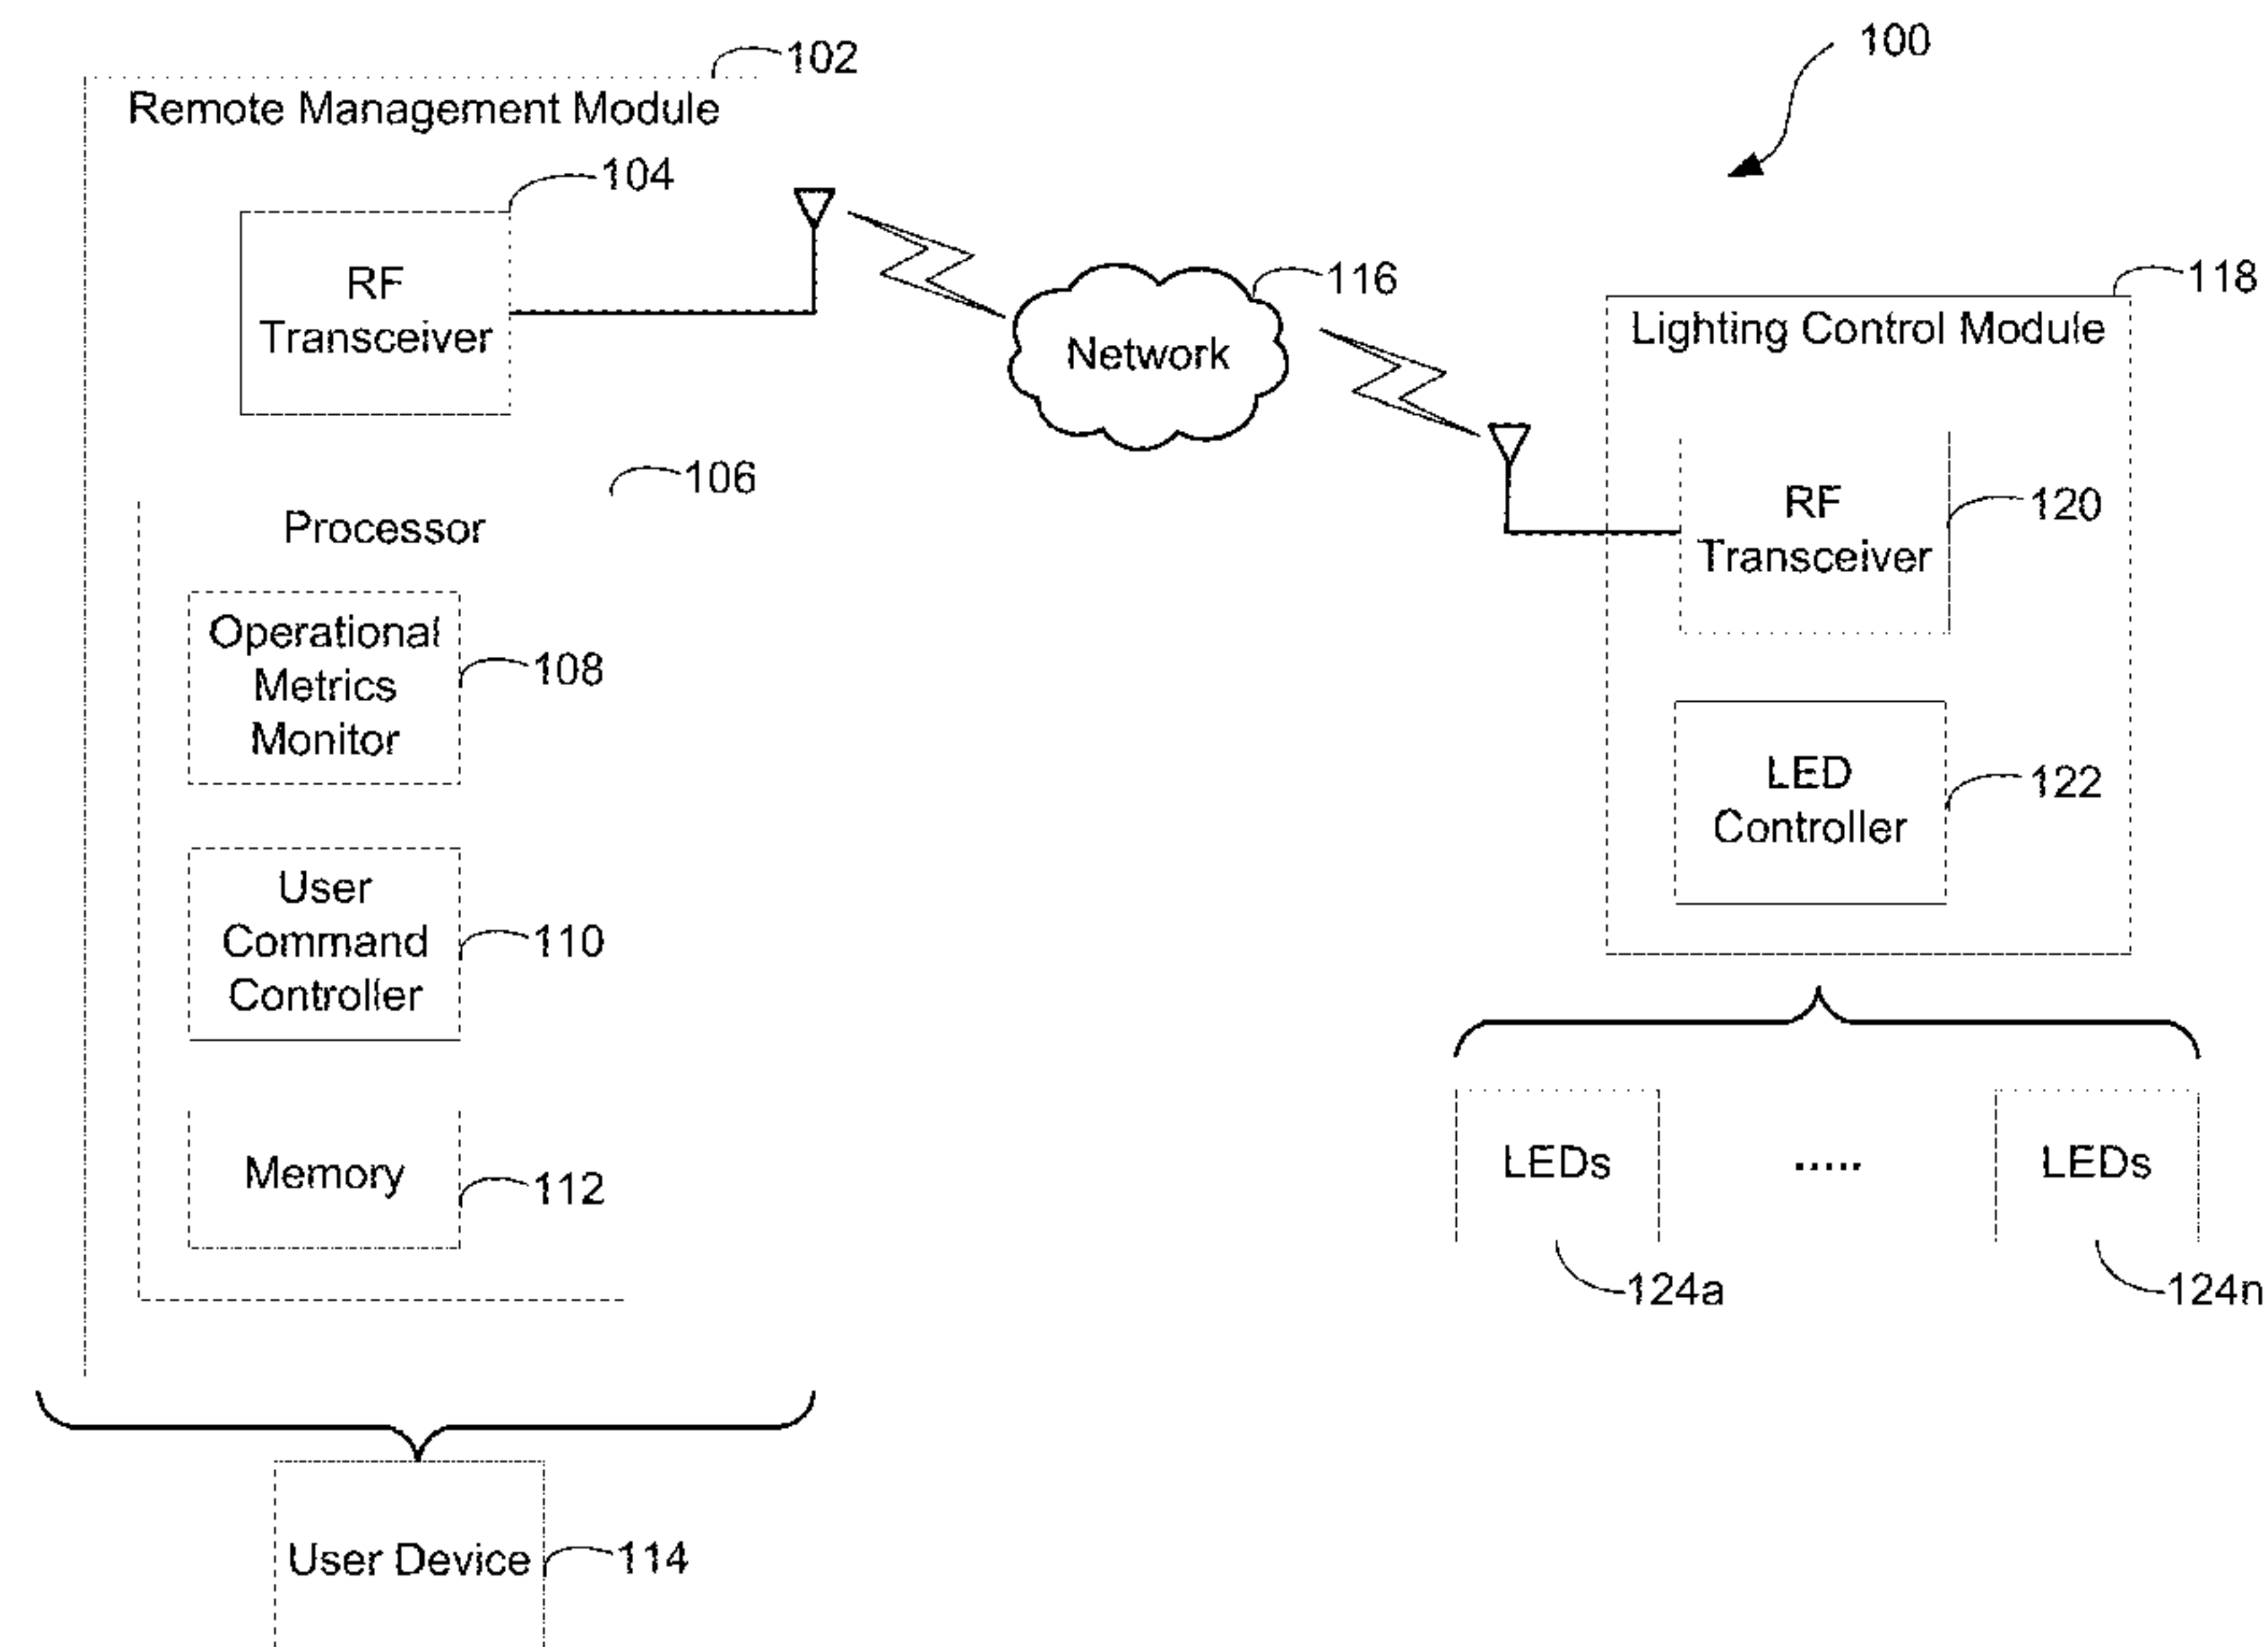 102
100
Remote Management Module
104
RF
Transceiver
116
Network
118
Lighting Control Module
106
Processor
RF
Transceiver
120
Operational
Metrics
Monitor
108
LED
Controller
122
User
Command
Controller
110
Memory
112
LEDs
.....
LEDs
124a
124n
User Device
114